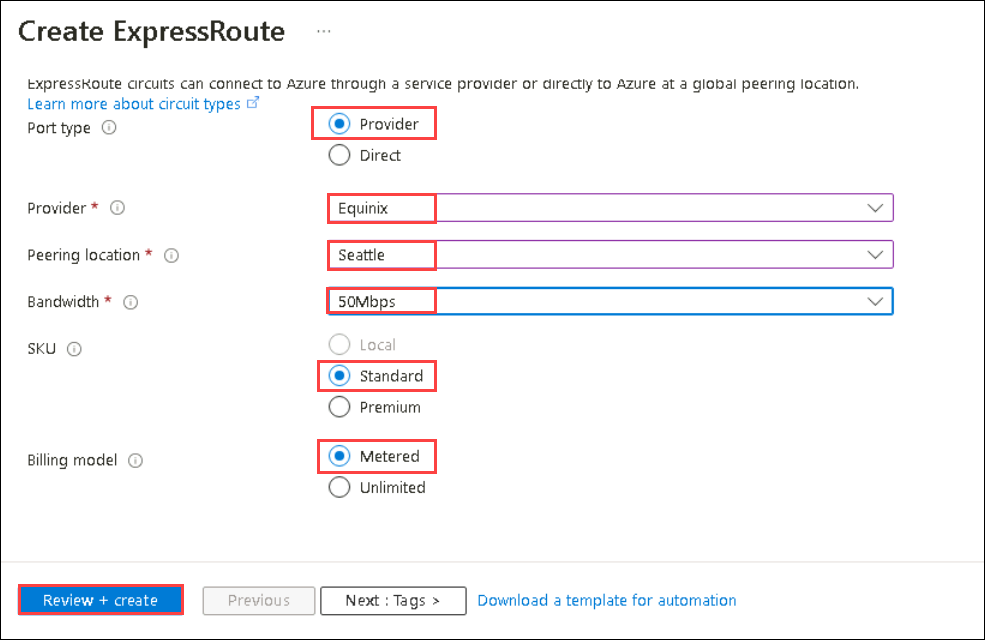 Create ExpressRoute ...
ExpressRoute circuits can connect to Azure through a service provider or directly to Azure at a global peering location.
Learn more about circuit types
Port type
Provider
Direct
Provider *
Equinix
Peering location *
Seattle
Bandwidth *
50Mbps
SKU
Local
Standard
Premium
Billing model
Metered
Unlimited
Review + create
Previous
Next : Tags >
Download a template for automation